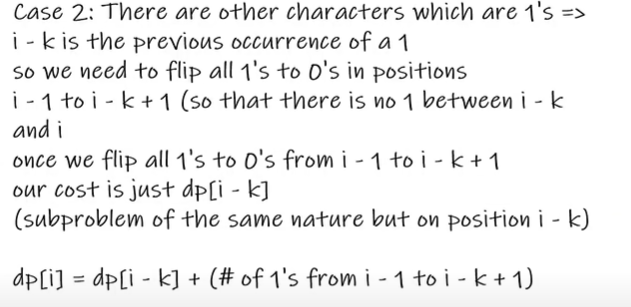 Case 2: There are other characters which are 1's =>
i - k is the previous occurrence of a 1
so we need to flip all 1's to 0's in positions
i - 1 to i - k + 1 (so that there is no 1 between i - k
and i
once we flip all 1's to 0's from i - 1 to i - k + 1
our cost is just dp[i - k]
(subproblem of the same nature but on position i - k)
dp[i] = dp[i - k] + (# of 1's from i - 1 to i - k + 1)